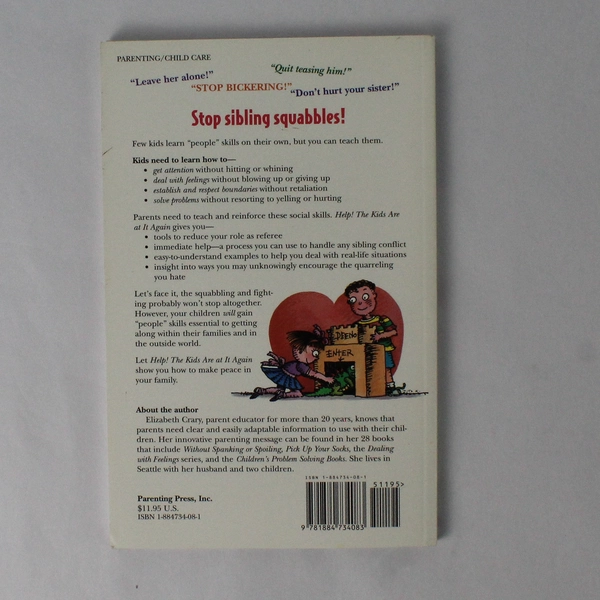 PARENTING/CHILD CARE
"Leave her alone!"
"Quit teasing him!"
"STOP BICKERING!"
"Don't hurt your sister!"
Stop sibling squabbles!
Few kids learn "people" skills on their own, but you can teach them.
Kids need to learn how to—
• get attention without hitting or whining
• deal with feelings without blowing up or giving up
• establish and respect boundaries without retaliation
• solve problems without resorting to yelling or hurting
Parents need to teach and reinforce these social skills. Help! The Kids Are
at It Again gives you—
• tools to reduce your role as referee
• immediate help—a process you can use to handle any sibling conflict
• easy-to-understand examples to help you deal with real-life situations
• insight into ways you may unknowingly encourage the quarreling
you hate
Let's face it, the squabbling and fight-
ing probably won't stop altogether.
However, your children will gain
"people" skills essential to getting
along within their families and in
the outside world.
Let Help! The Kids Are at It Again
show you how to make peace in
your family.
ENTER
About the author
Elizabeth Crary, parent educator for more than 20 years, knows that
parents need clear and easily adaptable information to use with their chil-
dren. Her innovative parenting message can be found in her 28 books
that include Without Spanking or Spoiling, Pick Up Your Socks, the Dealing
with Feelings series, and the Children's Problem Solving Books. She lives in
Seattle with her husband and two children.
Parenting Press, Inc.
$11.95 U.S.
ISBN 1-884734-08-1
ISBN 1-884734-08-1
51195>
9 781884 734083